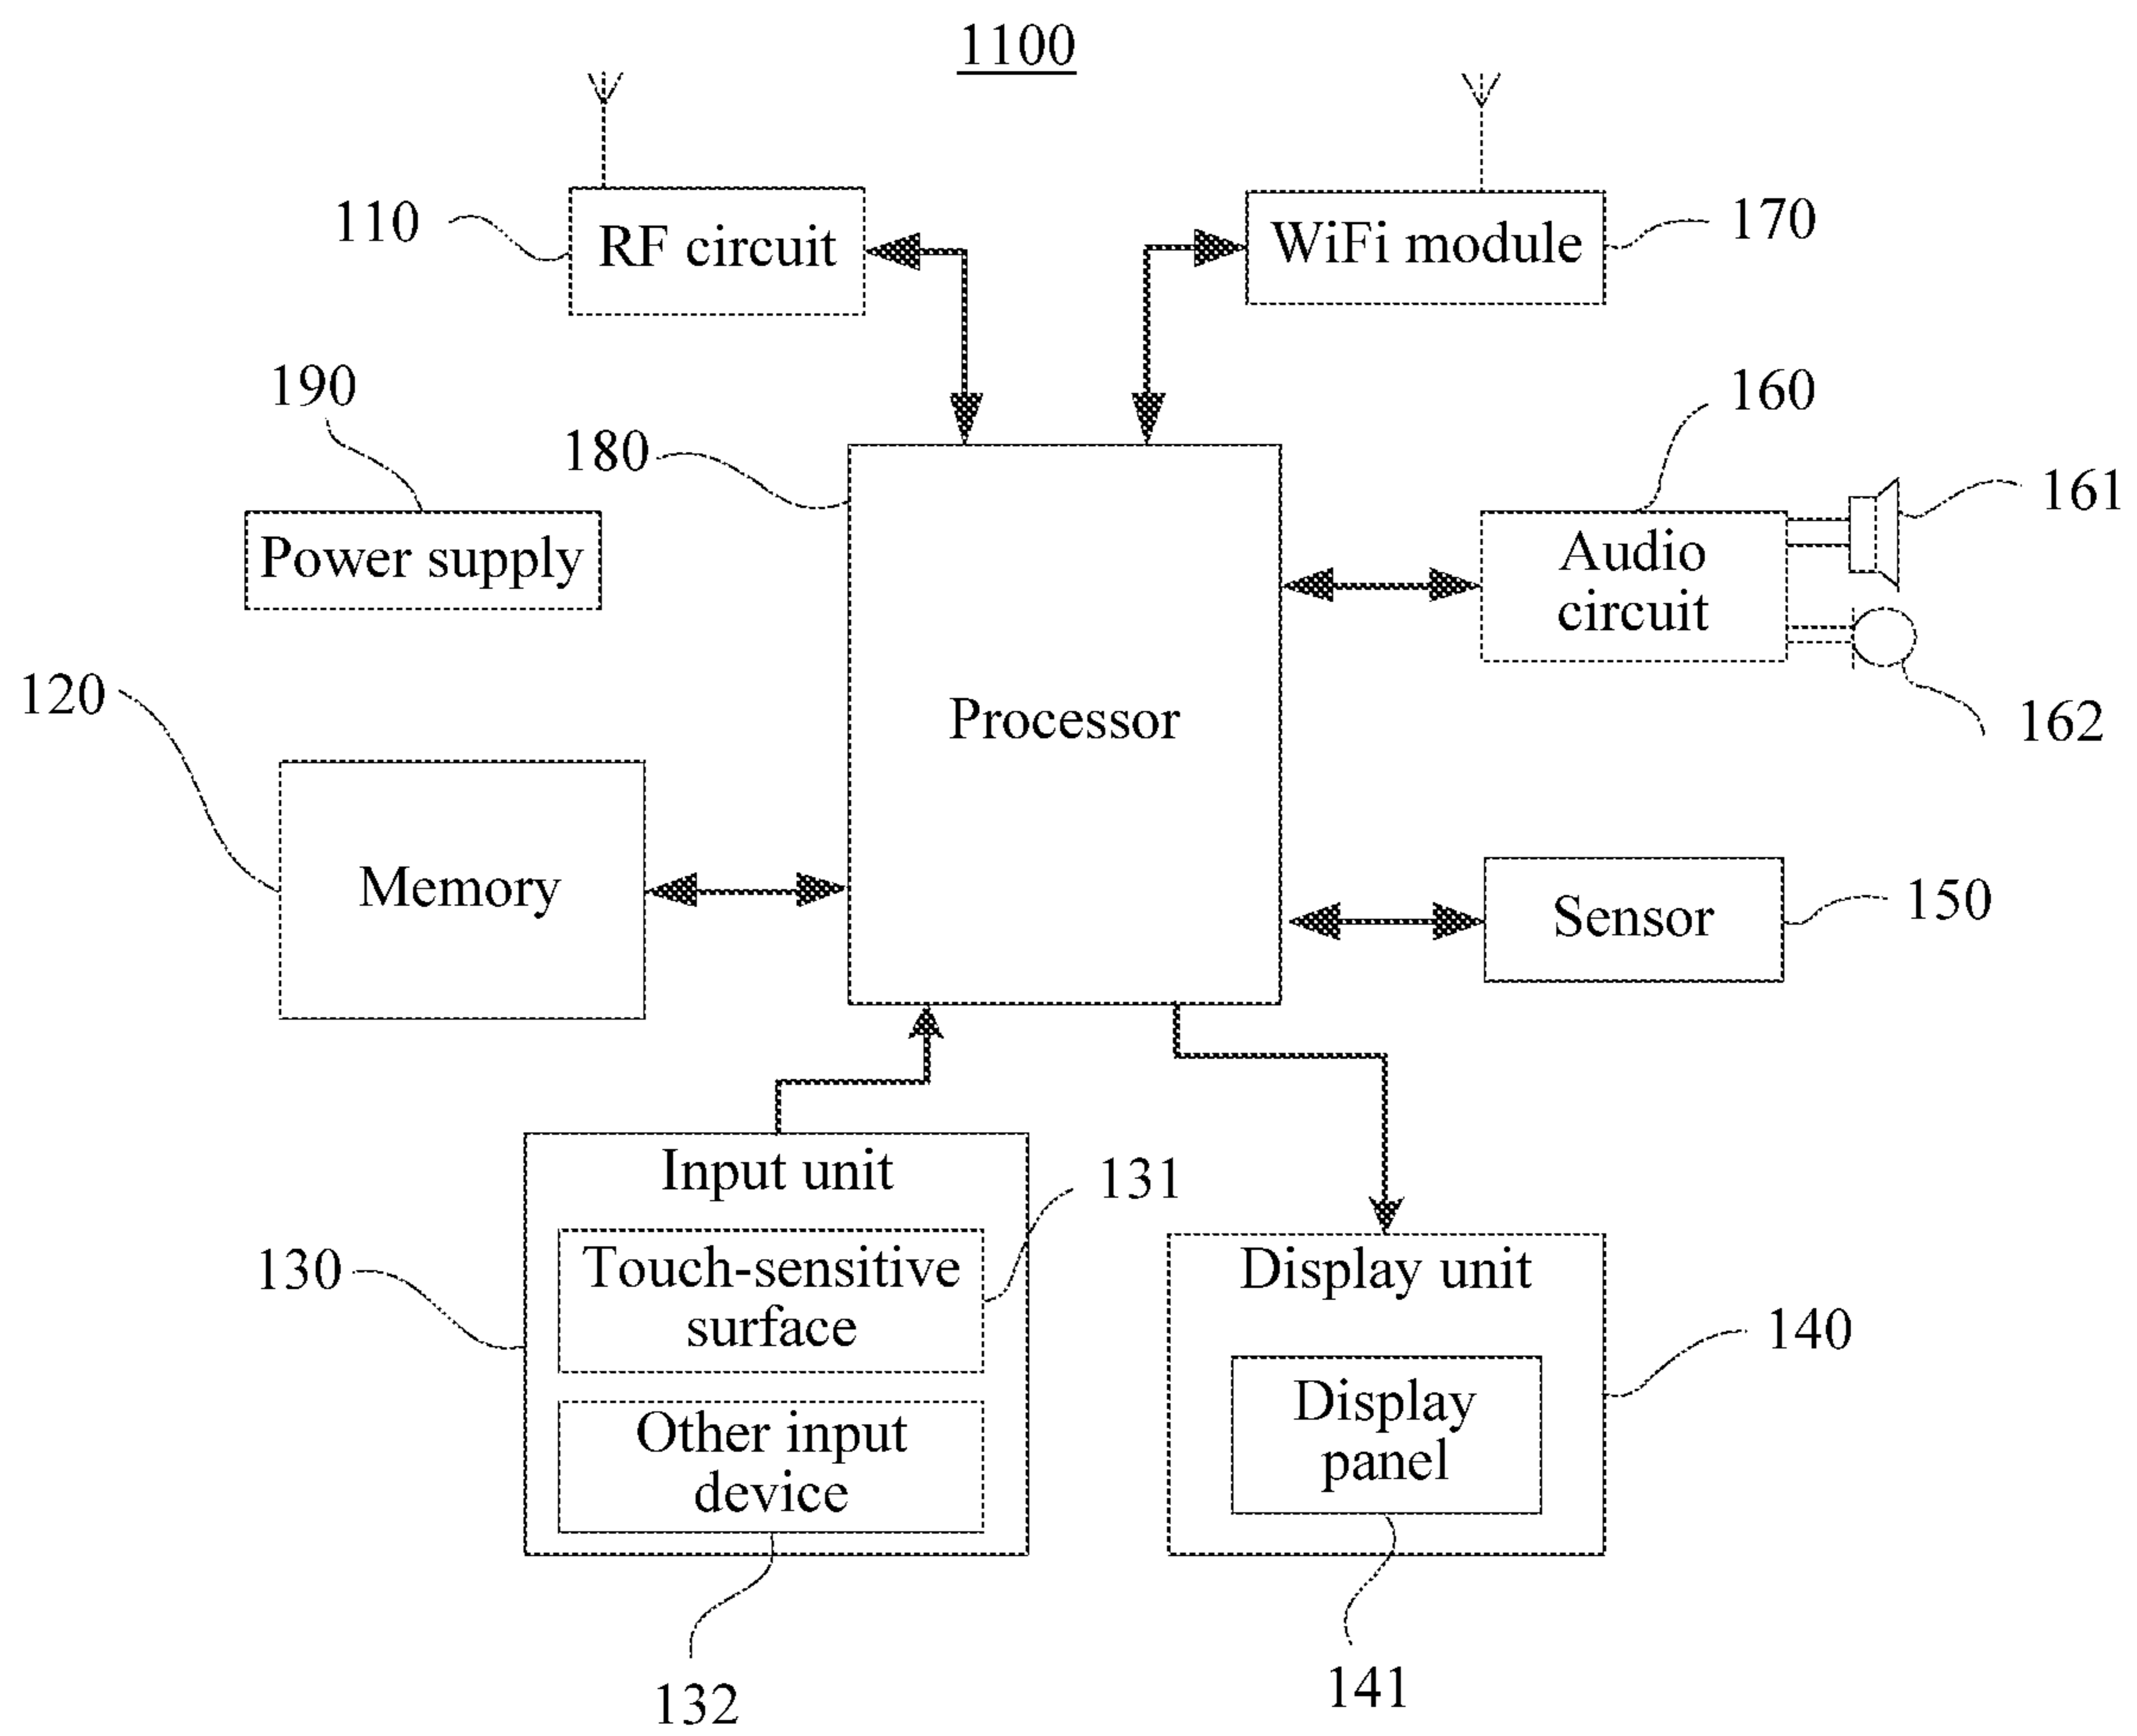 1100
110
RF circuit
WiFi module
170
190
180
160
161
Power supply
Audio
circuit
120
162
Processor
Memory
Sensor
150
Input unit
131
130
Touch-sensitive
surface
Display unit
140
Other input
device
Display
panel
132
141